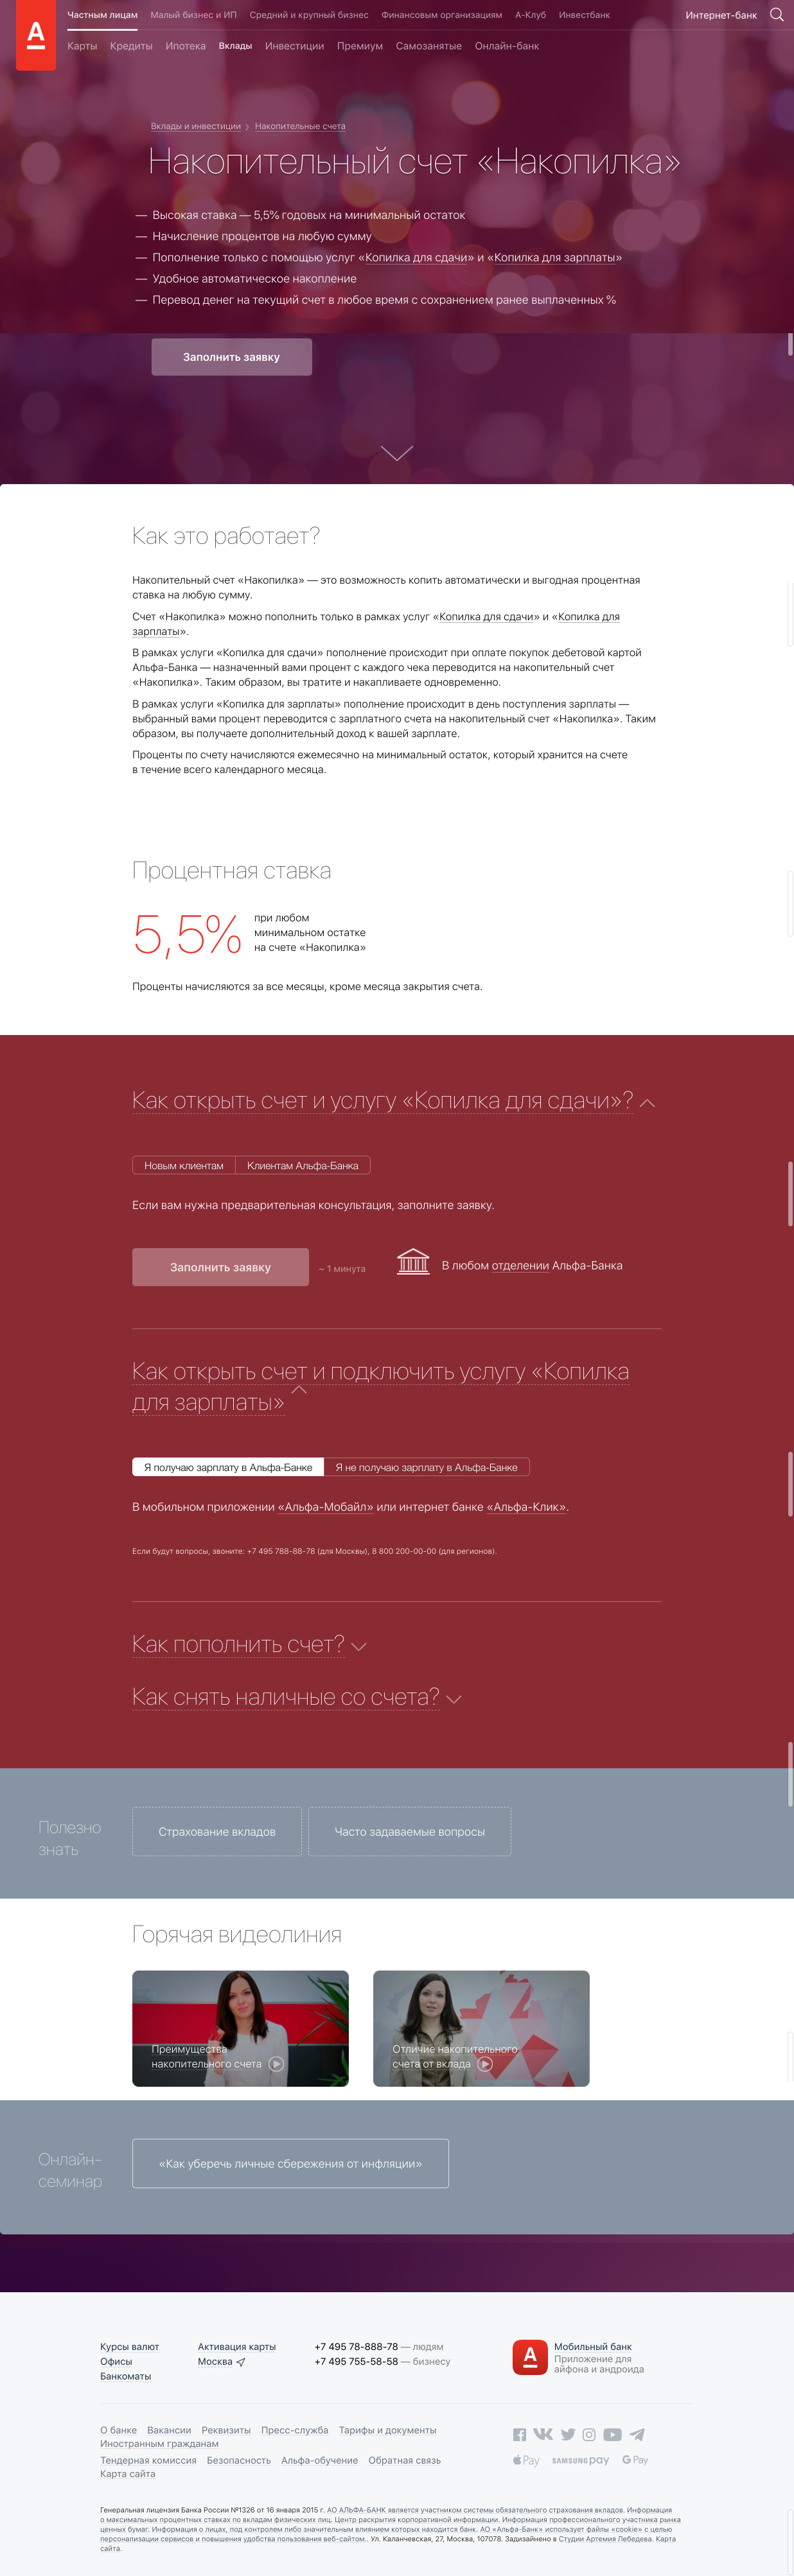 Частным лицам Малый бизнес и ИП Средний и крупный бизнес Финансовым организациям А-Клуб Инвестбанк Интернет-банк
Карты Кредиты Ипотека Вклады Инвестиции Премиум Самозанятые Онлайн-банк
Вклады и инвестиции Накопительные счета
Накопительный счет «Накопилка»
— Высокая ставка — 5,5% годовых на минимальный остаток
— Начисление процентов на любую сумму
— Пополнение только с помощью услуг «Копилка для сдачи» и «Копилка для зарплаты»
— Удобное автоматическое накопление
— Перевод денег на текущий счет в любое время с сохранением ранее выплаченных %
Заполнить заявку
Как это работает?
Накопительный счет «Накопилка» — это возможность копить автоматически и выгодная процентная
ставка на любую сумму.
Счет «Накопилка» можно пополнить только в рамках услуг «Копилка для сдачи» и «Копилка для
зарплаты».
В рамках услуги «Копилка для сдачи» пополнение происходит при оплате покупок дебетовой картой
Альфа-Банка — назначенный вами процент с каждого чека переводится на накопительный счет
«Накопилка». Таким образом, вы тратите и накапливаете одновременно.
В рамках услуги «Копилка для зарплаты» пополнение происходит в день поступления зарплаты —
выбранный вами процент переводится с зарплатного счета на накопительный счет «Накопилка». Таким
образом, вы получаете дополнительный доход к вашей зарплате.
Проценты по счету начисляются ежемесячно на минимальный остаток, который хранится на счете
в течение всего календарного месяца.
Процентная ставка
5,5%
при любом
минимальном остатке
на счете «Накопилка»
Проценты начисляются за все месяцы, кроме месяца закрытия счета.
Как открыть счет и услугу «Копилка для сдачи»?
Новым клиентам Клиентам Альфа-Банка
Если вам нужна предварительная консультация, заполните заявку.
Заполнить заявку ~ 1 минута В любом отделении Альфа-Банка
Как открыть счет и подключить услугу «Копилка
для зарплаты»
Я получаю зарплату в Альфа-Банке Я не получаю зарплату в Альфа-Банке
В мобильном приложении «Альфа-Мобайл» или интернет банке «Альфа-Клик».
Если будут вопросы, звоните: +7 495 788-88-78 (для Москвы), 8 800 200-00-00 (для регионов).
Как пополнить счет?
Как снять наличные со счета?
Полезно
знать
Страхование вкладов Часто задаваемые вопросы
Горячая видеолиния
Преимущества
накопительного счета
Отличие накопительного
счета от вклада
Онлайн-
семинар
«Как уберечь личные сбережения от инфляции»
Курсы валют
Офисы
Банкоматы
Активация карты
Москва
+7 495 78-888-78 — людям
+7 495 755-58-58 — бизнесу
Мобильный банк
Приложение для
айфона и андроида
О банке Вакансии Реквизиты Пресс-служба Тарифы и документы
Иностранным гражданам
Тендерная комиссия Безопасность Альфа-обучение Обратная связь
Карта сайта
Pay SAMSUNG pay G Pay
Генеральная лицензия Банка России №1326 от 16 января 2015 г. АО АЛЬФА-БАНК является участником системы обязательного страхования вкладов. Информация
о максимальных процентных ставках по вкладам физических лиц. Центр раскрытия корпоративной информации. Информация профессионального участника рынка
ценных бумаг. Информация о лицах, под контролем либо значительным влиянием которых находится банк. АО «Альфа-Банк» использует файлы «cookie» с целью
персонализации сервисов и повышения удобства пользования веб-сайтом.. Ул. Каланчевская, 27, Москва, 107078. Задизайнено в Студии Артемия Лебедева. Карта
сайта.